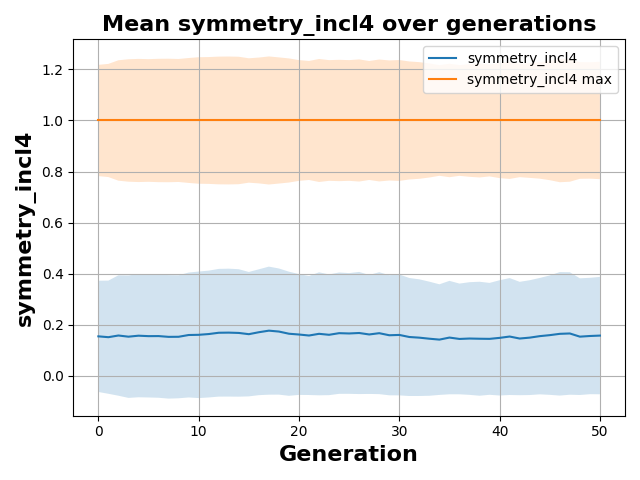 Mean symmetry_incl4 over generations
symmetry_incl4
symmetry_incl4 max
symmetry_incl4
1.2
1.0
0.8
0.6
0.4
0.2
0.0
0 10 20 30 40 50
Generation